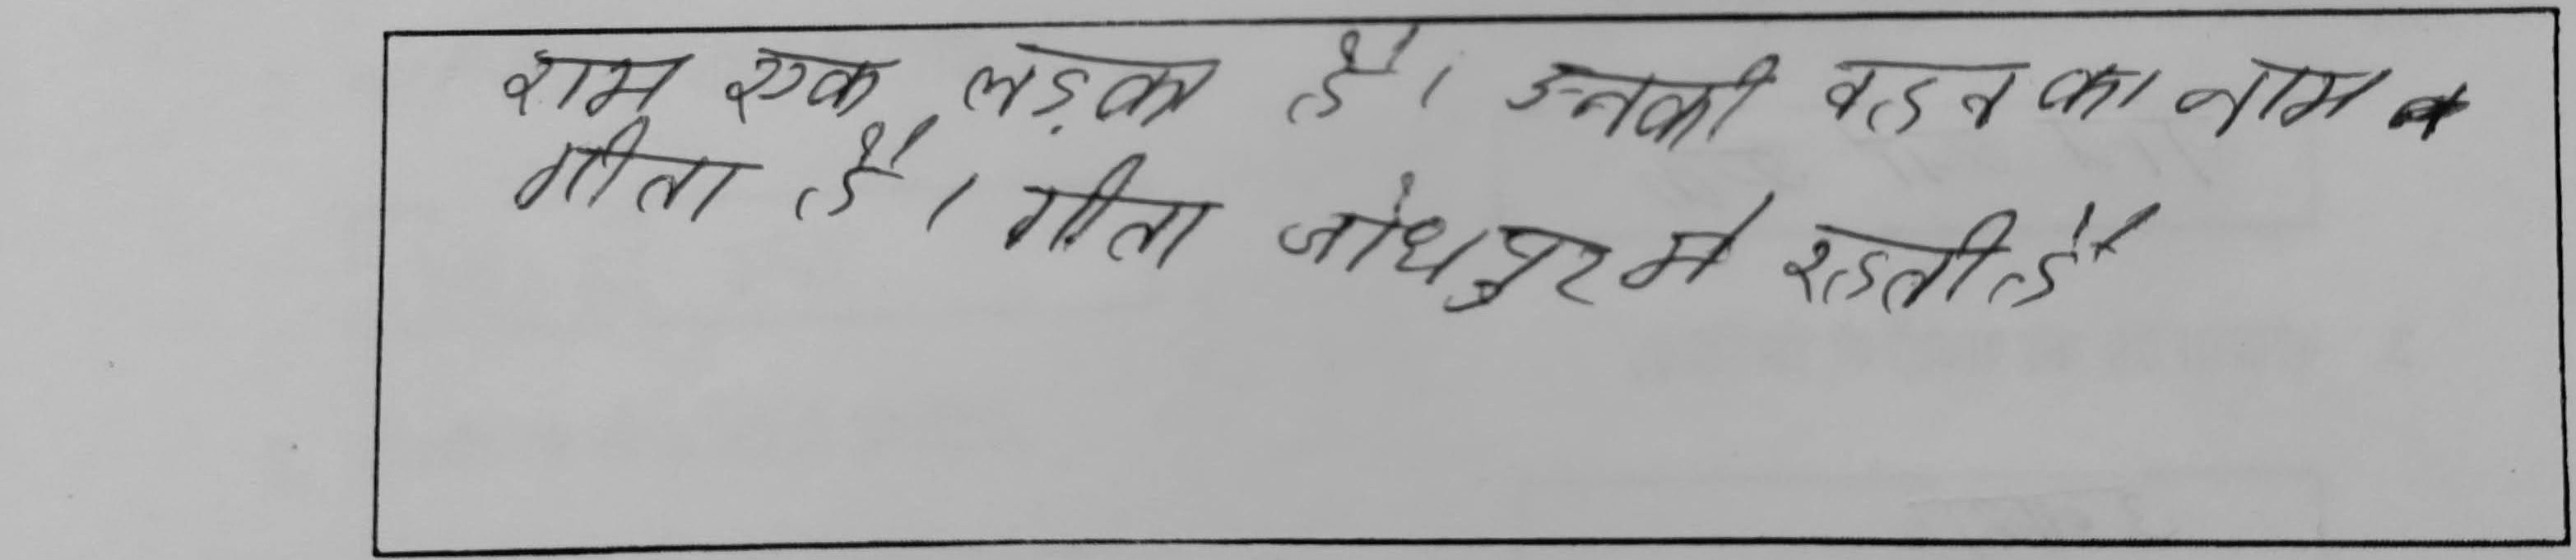 राम एक लड़का है। उनकी बहन का नाम
गीता है। गीता जोधपुर मे रहती है